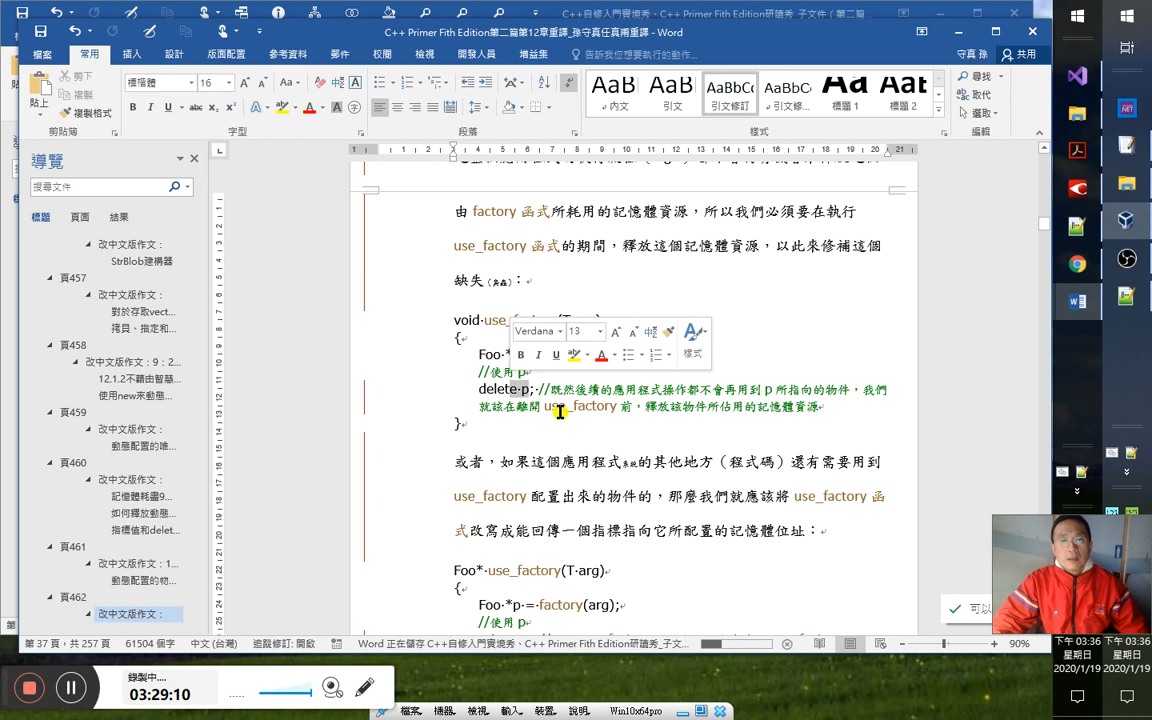 C++自修入門實境秀、C++ Primer Fith Edition研讀秀_子文件（第二篇
C++ Primer Fith Edition第二篇第12章重譯_孫守真任真甫重譯 - Word
檔案 常用 插入 設計 版面配置 參考資料 郵件 校閱 檢視 開發人員 增益集 告訴我您想要執行的動作... 守真 孫 共用
貼上 剪下 複製 複製格式
標楷體 16
AaB AaB AaBbCc AaBbC Aab Aab
內文 引文 引文修訂 引文修... 標題 1 標題 2
尋找 取代 選取
剪貼簿 字型 段落 樣式 編輯
導覽
搜尋文件
標題 頁面 結果
改中文版作文：
StrBlob建構器
頁457
改中文版作文：
對於存取vect...
拷貝、指定和...
頁458
改中文版作文：9：2...
12.1.2不藉由智慧...
使用new來動態...
頁459
改中文版作文：
動態配置的唯...
頁460
改中文版作文：
記憶體耗盡9...
如何釋放動態...
指標值和delet...
頁461
改中文版作文：1...
動態配置的物...
頁462
改中文版作文：
由 factory 函式所耗用的記憶體資源，所以我們必須要在執行
use_factory 函式的期間，釋放這個記憶體資源，以此來修補這個
缺失（臭蟲）：
void use_factory(T arg)
{
Verdana 13
樣式
Foo *
//使用 p
delete p; //既然後續的應用程式操作都不會再用到 p 所指向的物件，我們
就該在離開 use_factory 前，釋放該物件所佔用的記憶體資源
}
或者，如果這個應用程式系統的其他地方（程式碼）還有需要用到
use_factory 配置出來的物件的，那麼我們就應該將 use_factory 函
式改寫成能回傳一個指標指向它所配置的記憶體位址：
Foo* use_factory(T arg)
{
Foo *p = factory(arg);
//使用 p
可以
第 37 頁，共 257 頁 61504 個字 中文 (台灣) 追蹤修訂: 開啟 Word 正在儲存 C++自修入門實境秀、C++ Primer Fith Edition研讀秀_子文... 90%
下午 03:36 下午 03:36
星期日 星期日
2020/1/19 2020/1/19
錄製中....
03:29:10
檔案 機器 檢視 輸入 裝置 說明 Win10x64pro